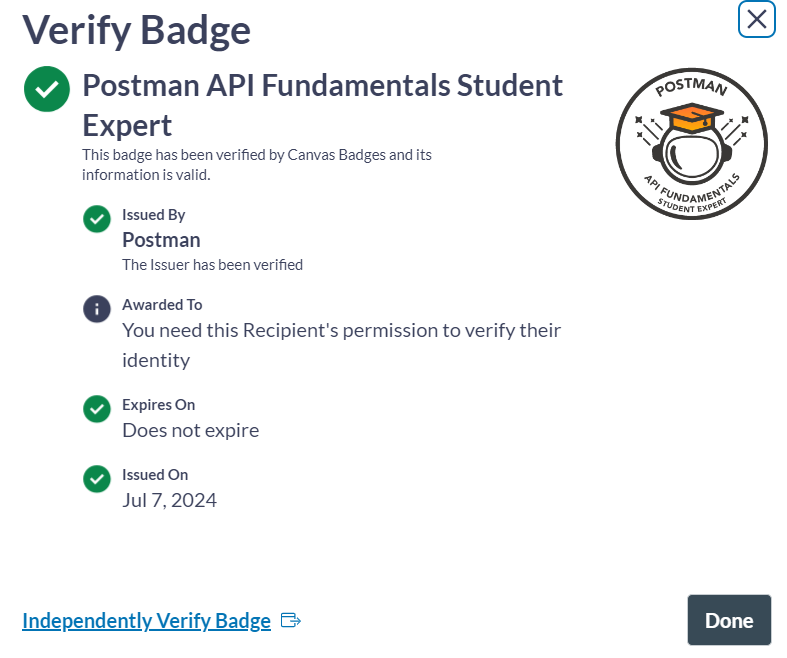 Verify Badge
Postman API Fundamentals Student
Expert
This badge has been verified by Canvas Badges and its
information is valid.
POSTMAN
API FUNDAMENTALS
STUDENT EXPERT
Issued By
Postman
The Issuer has been verified
Awarded To
You need this Recipient's permission to verify their
identity
Expires On
Does not expire
Issued On
Jul 7, 2024
Independently Verify Badge
Done